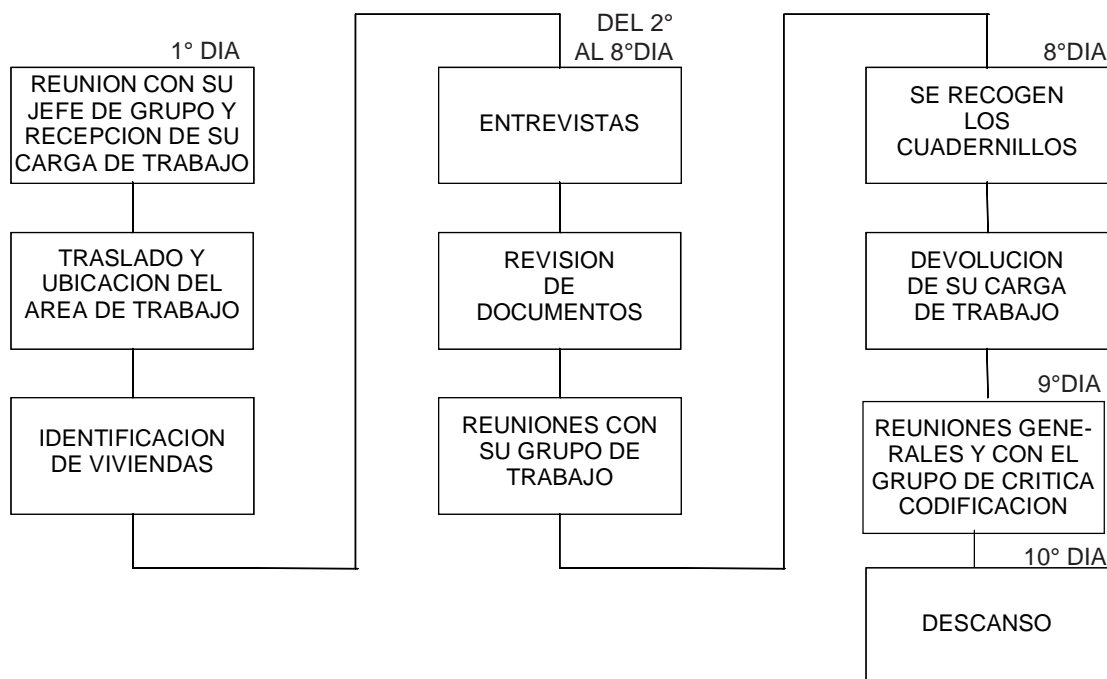 1° DIA
REUNION CON SU
JEFE DE GRUPO Y
RECEPCION DE SU
CARGA DE TRABAJO
TRASLADO Y
UBICACION DEL
AREA DE TRABAJO
IDENTIFICACION
DE VIVIENDAS
DEL 2°
AL 8°DIA
ENTREVISTAS
REVISION
DE
DOCUMENTOS
REUNIONES CON
SU GRUPO DE
TRABAJO
8°DIA
SE RECOGEN
LOS
CUADERNILLOS
DEVOLUCION
DE SU CARGA
DE TRABAJO
9°DIA
REUNIONES GENE-
RALES Y CON EL
GRUPO DE CRITICA
CODIFICACION
10° DIA
DESCANSO